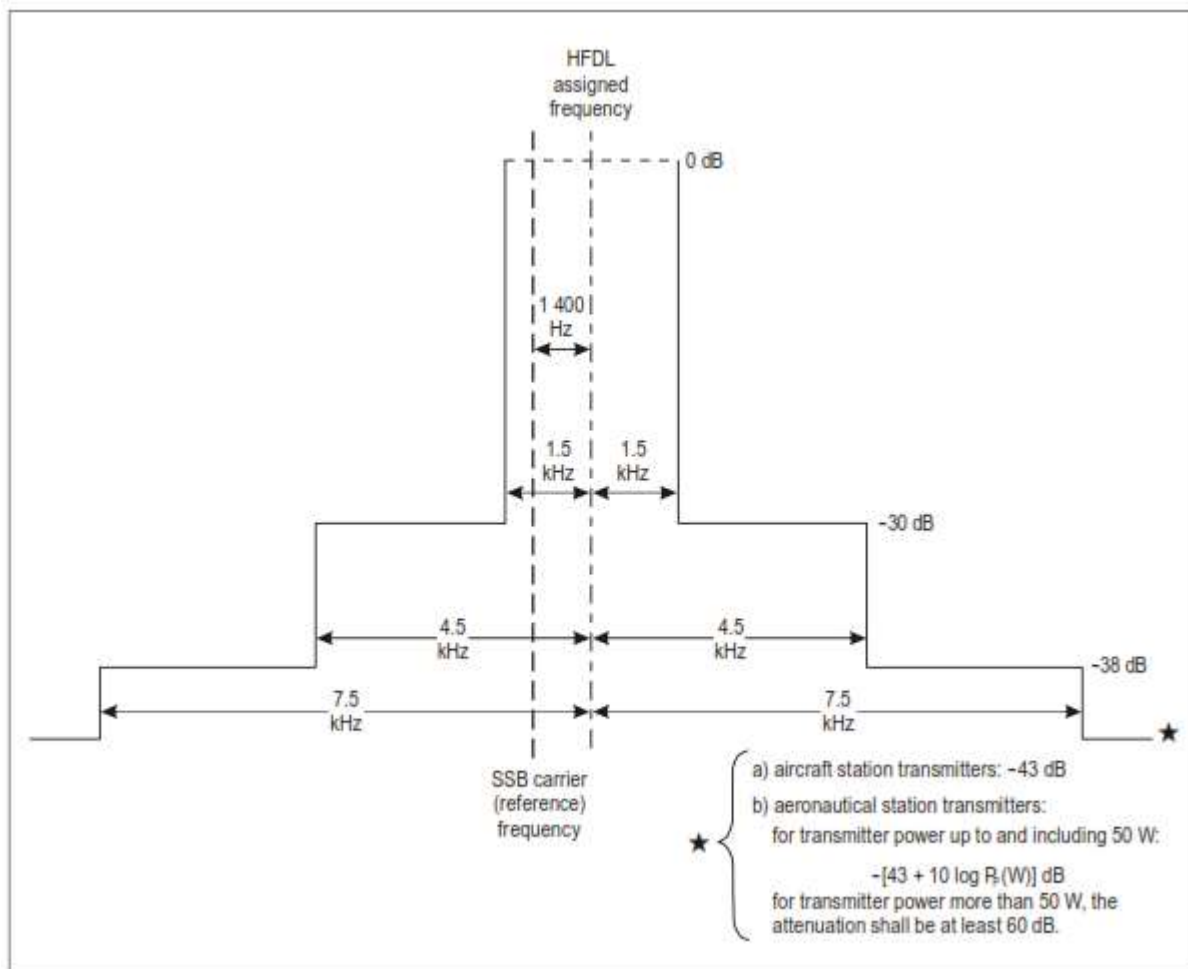 HFDL
assigned
frequency
0 dB
1 400
Hz
1.5
kHz
1.5
kHz
-30 dB
4.5
kHz
4.5
kHz
-38 dB
7.5
kHz
7.5
kHz
★
SSB carrier
(reference)
frequency
★
a) aircraft station transmitters: -43 dB
b) aeronautical station transmitters:
for transmitter power up to and including 50 W:
-[43 + 10 log Pp(W)] dB
for transmitter power more than 50 W, the
attenuation shall be at least 60 dB.